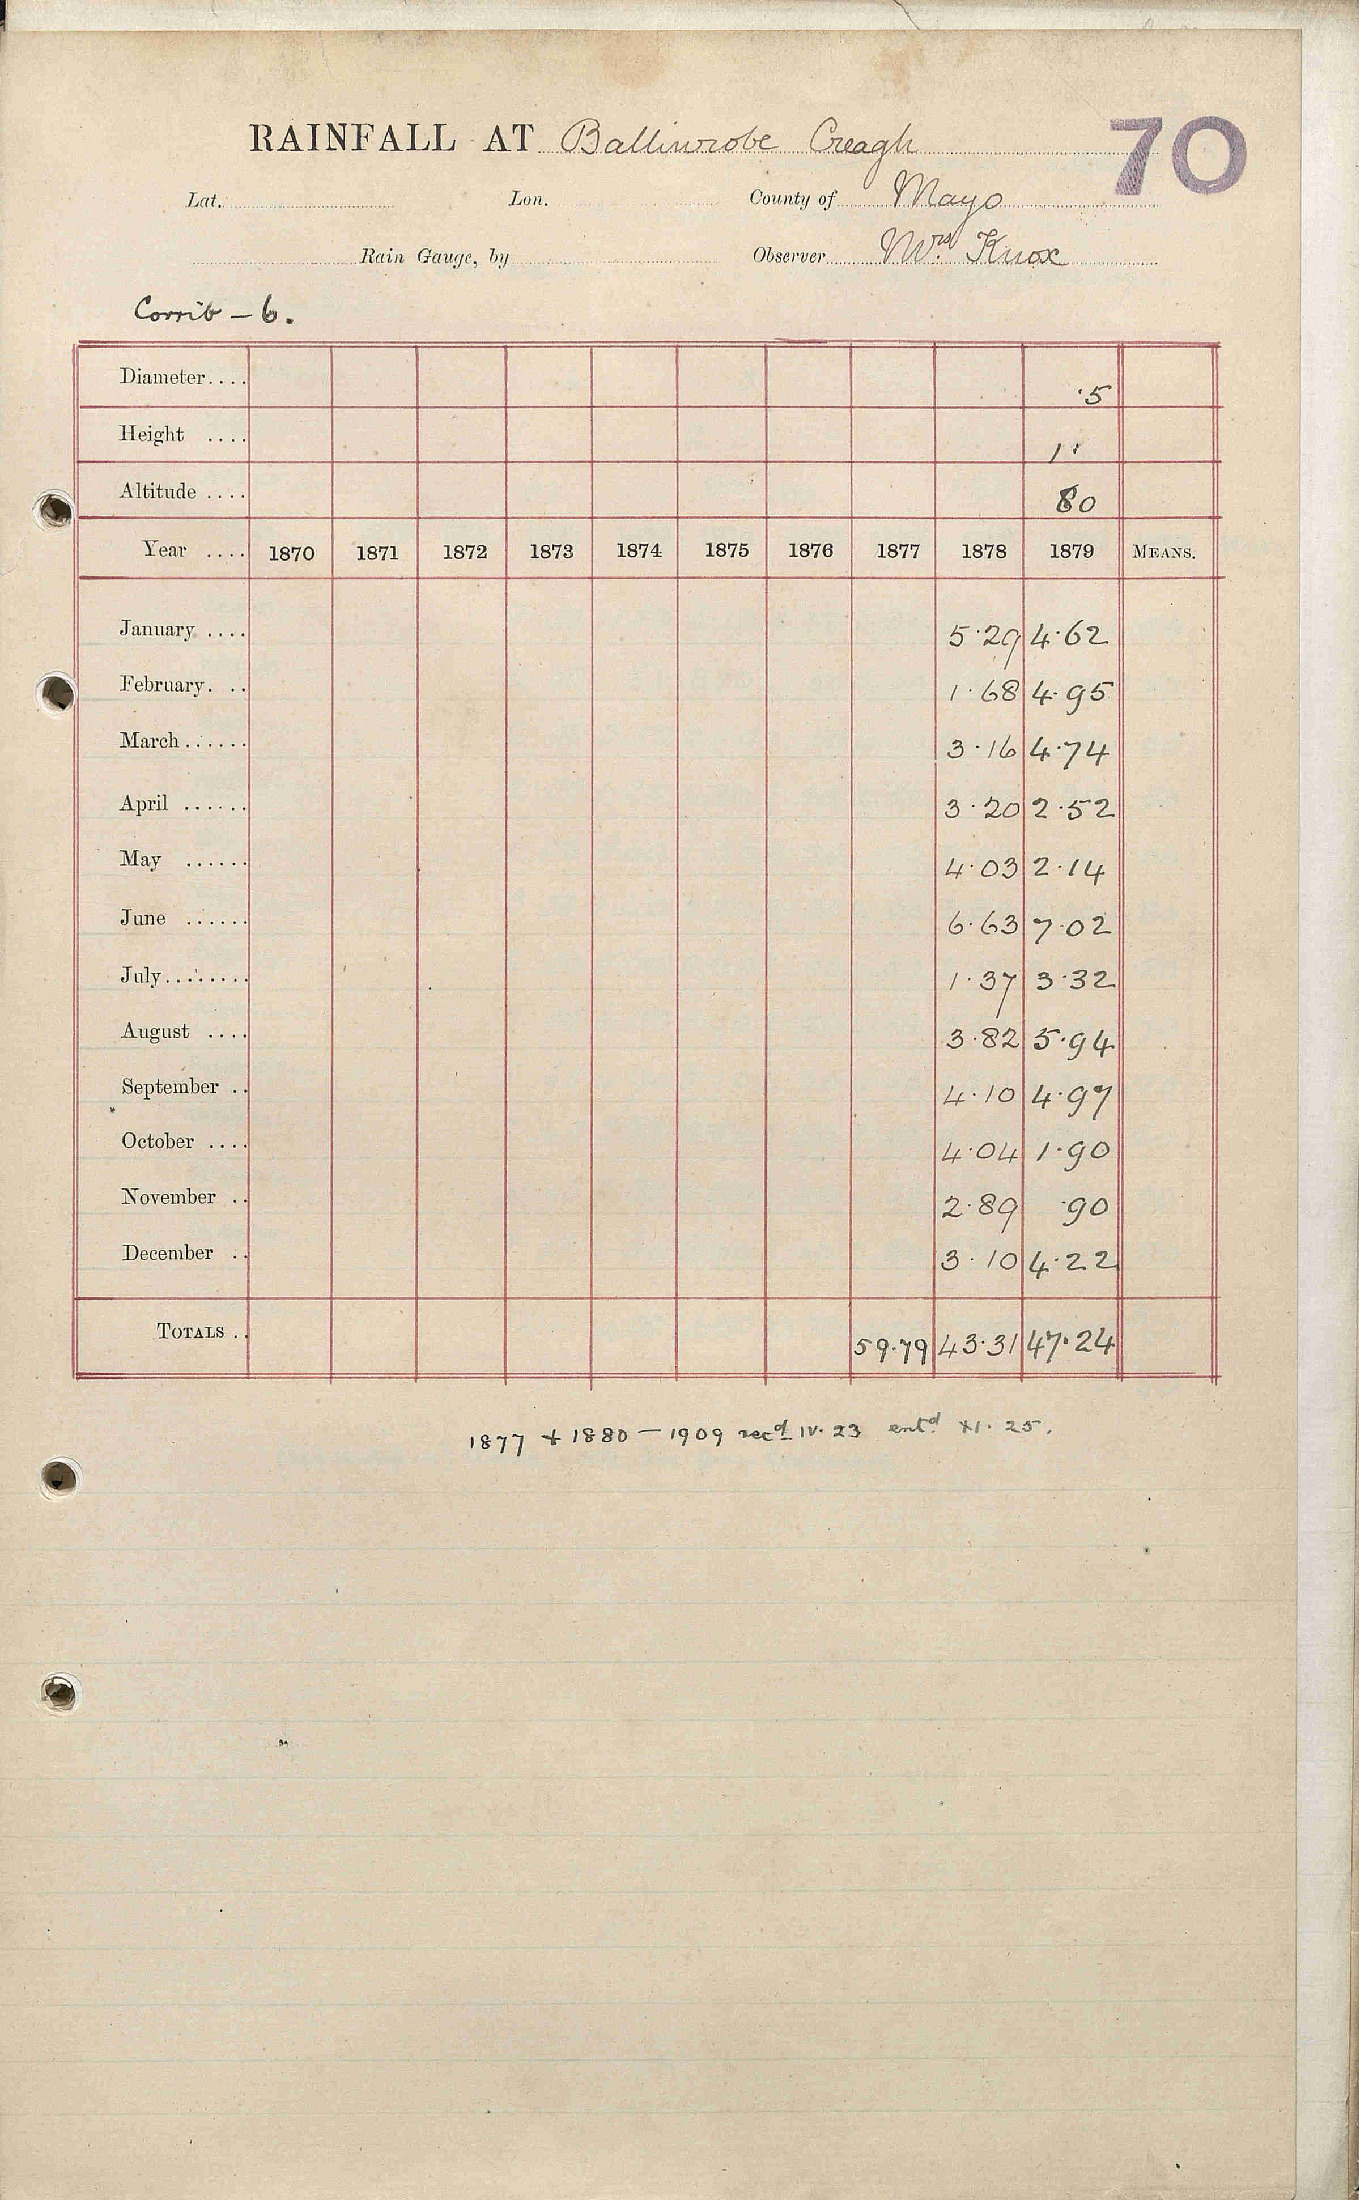 RAINFALL AT Ballinrobe Creagh 70
Lat. Lon. County of Mayo
Rain Gauge, by Observer Mrs. Knox
Corrib - 6.
Diameter.... .5
Height .... 1'
Altitude .... 80
Year .... 1870 1871 1872 1873 1874 1875 1876 1877 1878 1879 MEANS.
January .... 5.29 4.62
February. .. 1.68 4.95
March...... 3.16 4.74
April ...... 3.20 2.52
May ...... 4.03 2.14
June ...... 6.63 7.02
July........ 1.37 3.32
August .... 3.82 5.94
September .. 4.10 4.97
October .... 4.04 1.90
November .. 2.89 .90
December .. 3.10 4.22
TOTALS .. 59.79 43.31 47.24
1877 + 1880 - 1909 recd IV. 23 entd. XI. 25.